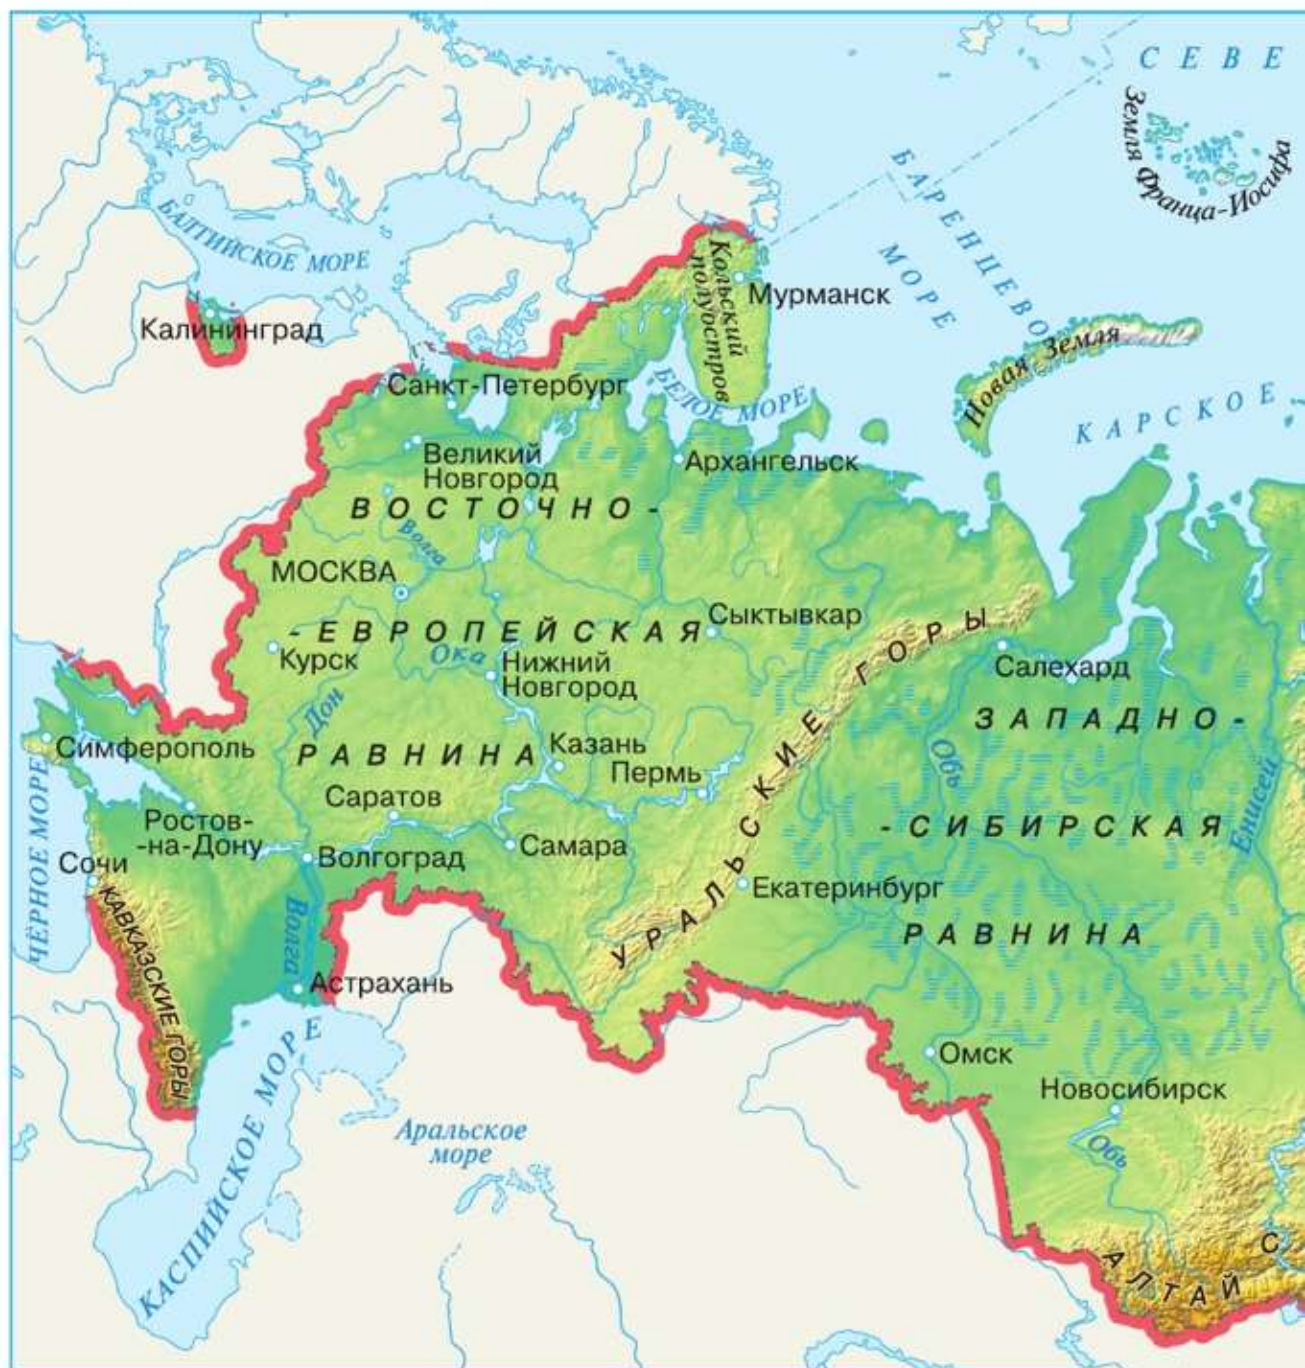 СЕВЕ
Земля Франца-Иосифа
БАРЕНЦЕВО
МОРЕ
БАЛТИЙСКОЕ МОРЕ
Кольский
полуостров
Мурманск
Калининград
Новая Земля
КАРСКОЕ
Санкт-Петербург
БЕЛОЕ МОРЕ
Великий
Новгород
Архангельск
ВОСТОЧНО-
Волга
МОСКВА
Сыктывкар
-ЕВРОПЕЙСКАЯ
Курск
Ока
Нижний
Новгород
УРАЛЬСКИЕ ГОРЫ
Салехард
Дон
ЗАПАДНО-
Симферополь
РАВНИНА
Казань
Пермь
Обь
Енисей
Саратов
Ростов-
-на-Дону
Самара
-СИБИРСКАЯ
ЧЁРНОЕ МОРЕ
Сочи
Волгоград
Екатеринбург
КАВКАЗСКИЕ ГОРЫ
Волга
РАВНИНА
Астрахань
Омск
Новосибирск
КАСПИЙСКОЕ МОРЕ
Аральское
море
Обь
АЛТАЙ
С